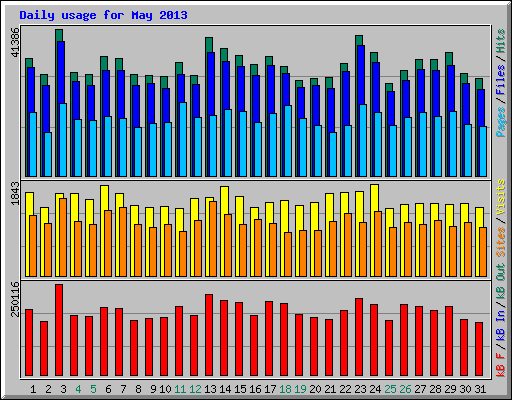 Daily usage for May 2013
41386
Pages / Files / Hits
1843
Sites / Visits
250116
kB F / kB In / kB Out
1 2 3 4 5 6 7 8 9 10 11 12 13 14 15 16 17 18 19 20 21 22 23 24 25 26 27 28 29 30 31